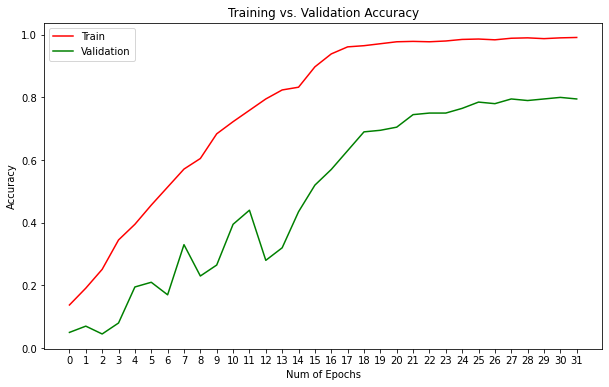 Training vs. Validation Accuracy
Train
Validation
1.0
0.8
0.6
0.4
0.2
0.0
Accuracy
0 1 2 3 4 5 6 7 8 9 10 11 12 13 14 15 16 17 18 19 20 21 22 23 24 25 26 27 28 29 30 31
Num of Epochs